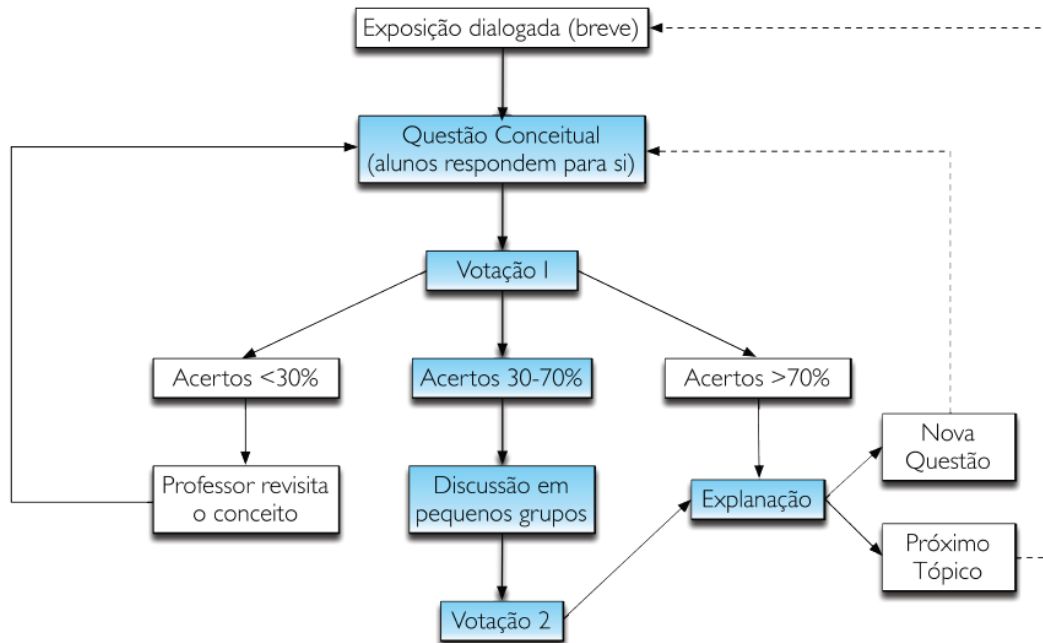 Exposição dialogada (breve)
Questão Conceitual
(alunos respondem para si)
Votação I
Acertos <30%
Acertos 30-70%
Acertos >70%
Nova
Questão
Professor revisita
o conceito
Discussão em
pequenos grupos
Explanação
Próximo
Tópico
Votação 2